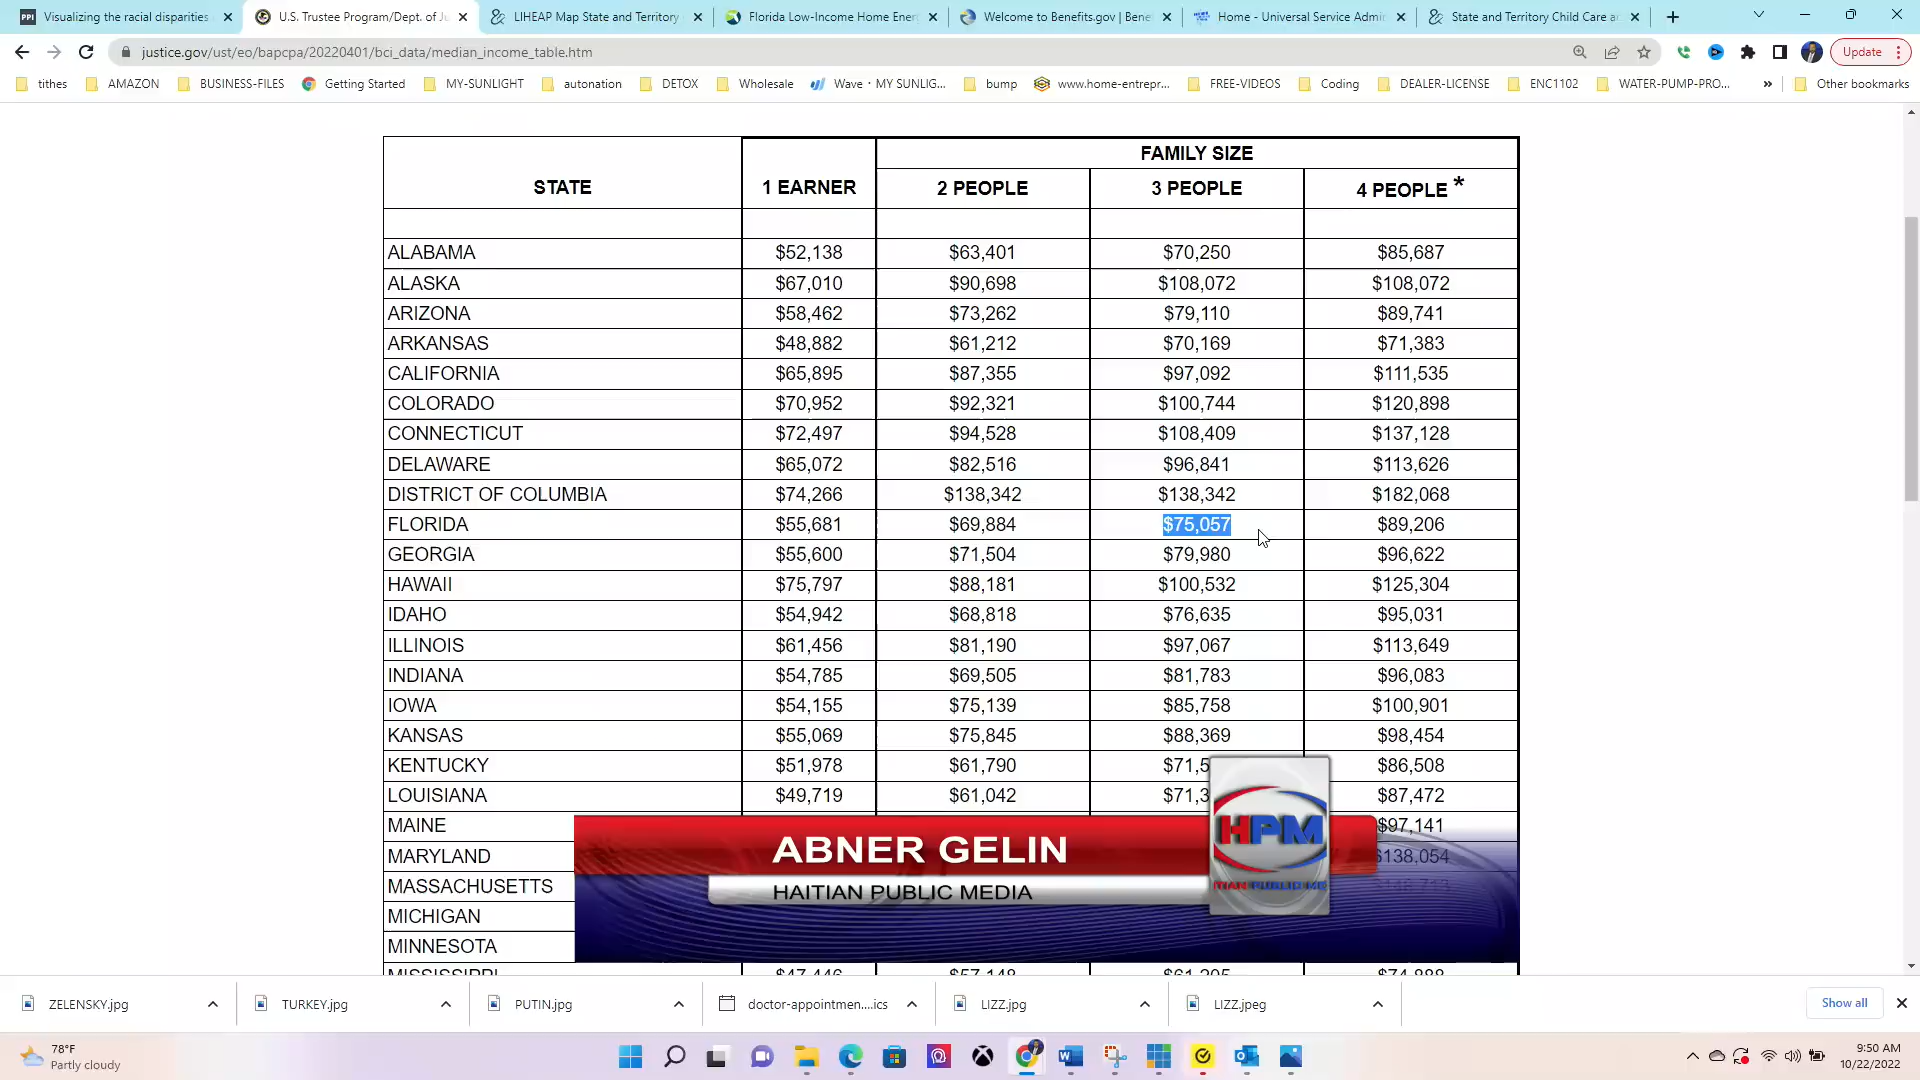 Visualizing the racial disparities
U.S. Trustee Program/Dept. of Ju
LIHEAP Map State and Territory
Florida Low-Income Home Ener
Welcome to Benefits.gov | Bene
Home - Universal Service Admin
State and Territory Child Care a
justice.gov/ust/eo/bapcpa/20220401/bci_data/median_income_table.htm
Update
tithes AMAZON BUSINESS-FILES Getting Started MY-SUNLIGHT autonation DETOX Wholesale Wave · MY SUNLIG... bump www.home-entrepr... FREE-VIDEOS Coding DEALER-LICENSE ENC1102 WATER-PUMP-PRO... » Other bookmarks
FAMILY SIZE
STATE 1 EARNER 2 PEOPLE 3 PEOPLE 4 PEOPLE *
ALABAMA $52,138 $63,401 $70,250 $85,687
ALASKA $67,010 $90,698 $108,072 $108,072
ARIZONA $58,462 $73,262 $79,110 $89,741
ARKANSAS $48,882 $61,212 $70,169 $71,383
CALIFORNIA $65,895 $87,355 $97,092 $111,535
COLORADO $70,952 $92,321 $100,744 $120,898
CONNECTICUT $72,497 $94,528 $108,409 $137,128
DELAWARE $65,072 $82,516 $96,841 $113,626
DISTRICT OF COLUMBIA $74,266 $138,342 $138,342 $182,068
FLORIDA $55,681 $69,884 $75,057 $89,206
GEORGIA $55,600 $71,504 $79,980 $96,622
HAWAII $75,797 $88,181 $100,532 $125,304
IDAHO $54,942 $68,818 $76,635 $95,031
ILLINOIS $61,456 $81,190 $97,067 $113,649
INDIANA $54,785 $69,505 $81,783 $96,083
IOWA $54,155 $75,139 $85,758 $100,901
KANSAS $55,069 $75,845 $88,369 $98,454
KENTUCKY $51,978 $61,790 $71,5 $86,508
LOUISIANA $49,719 $61,042 $71,3 $87,472
MAINE $97,141
MARYLAND $138,054
MASSACHUSETTS
MICHIGAN
MINNESOTA
MISSISSIPPI $47,446 $57,148 $61,205 $74,888
ABNER GELIN
HAITIAN PUBLIC MEDIA
HPM
ZELENSKY.jpg TURKEY.jpg PUTIN.jpg doctor-appointmen....ics LIZZ.jpg LIZZ.jpeg Show all
78°F
Partly cloudy
9:50 AM
10/22/2022